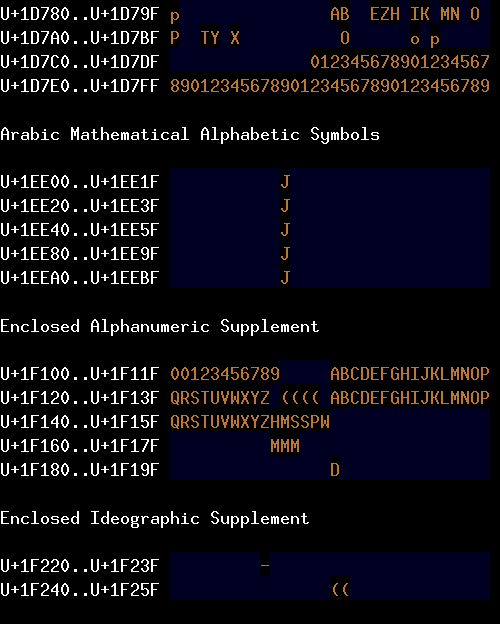 U+1D780..U+1D79F p               AB  EZH IK MN O
U+1D7A0..U+1D7BF P  TY X          O      o p
U+1D7C0..U+1D7DF               012345678901234567
U+1D7E0..U+1D7FF 89012345678901234567890123456789
Arabic Mathematical Alphabetic Symbols
U+1EE00..U+1EE1F            J
U+1EE20..U+1EE3F            J
U+1EE40..U+1EE5F            J
U+1EE80..U+1EE9F            J
U+1EEA0..U+1EEBF            J
Enclosed Alphanumeric Supplement
U+1F100..U+1F11F 00123456789     ABCDEFGHIJKLMNOP
U+1F120..U+1F13F QRSTUVWXYZ (((( ABCDEFGHIJKLMNOP
U+1F140..U+1F15F QRSTUVWXYZHMSSPW
U+1F160..U+1F17F           MMM
U+1F180..U+1F19F                 D
Enclosed Ideographic Supplement
U+1F220..U+1F23F          -
U+1F240..U+1F25F                 ((